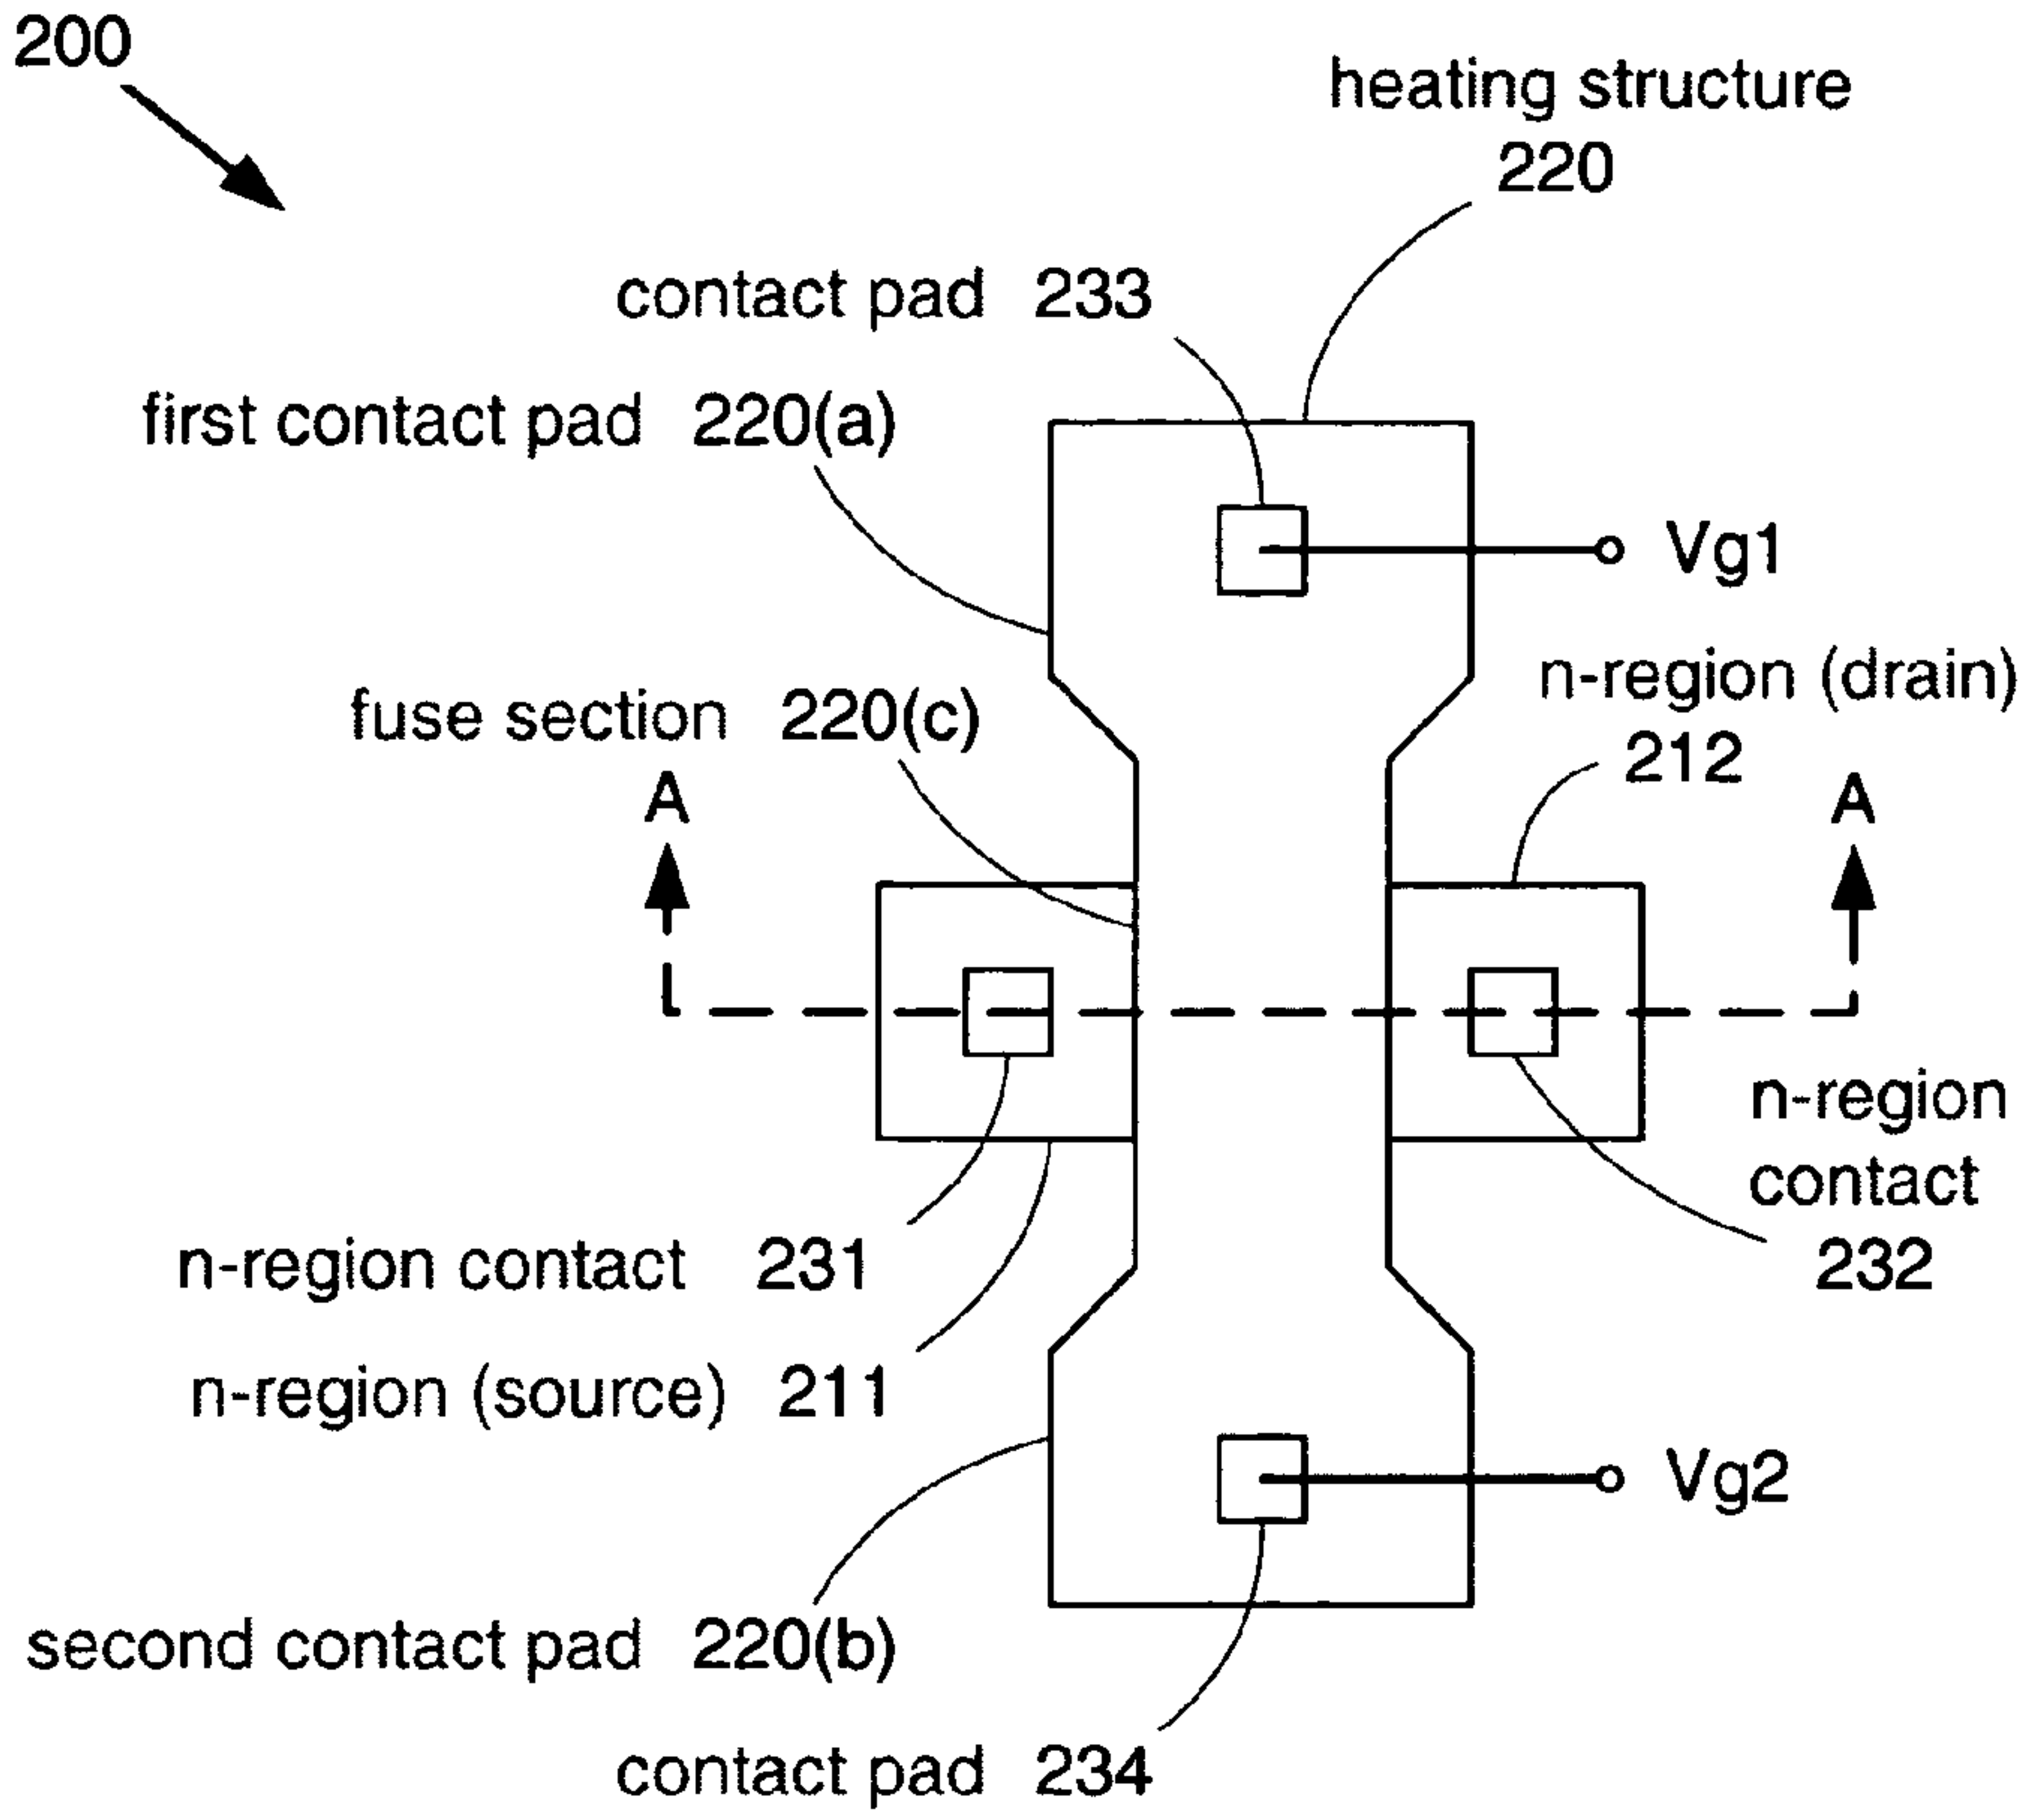 200
heating structure
220
contact pad 233
first contact pad 220(a)
Vg1
n-region (drain)
212
fuse section 220(c)
A
A
n-region
contact
232
n-region contact 231
n-region (source) 211
Vg2
second contact pad 220(b)
contact pad 234